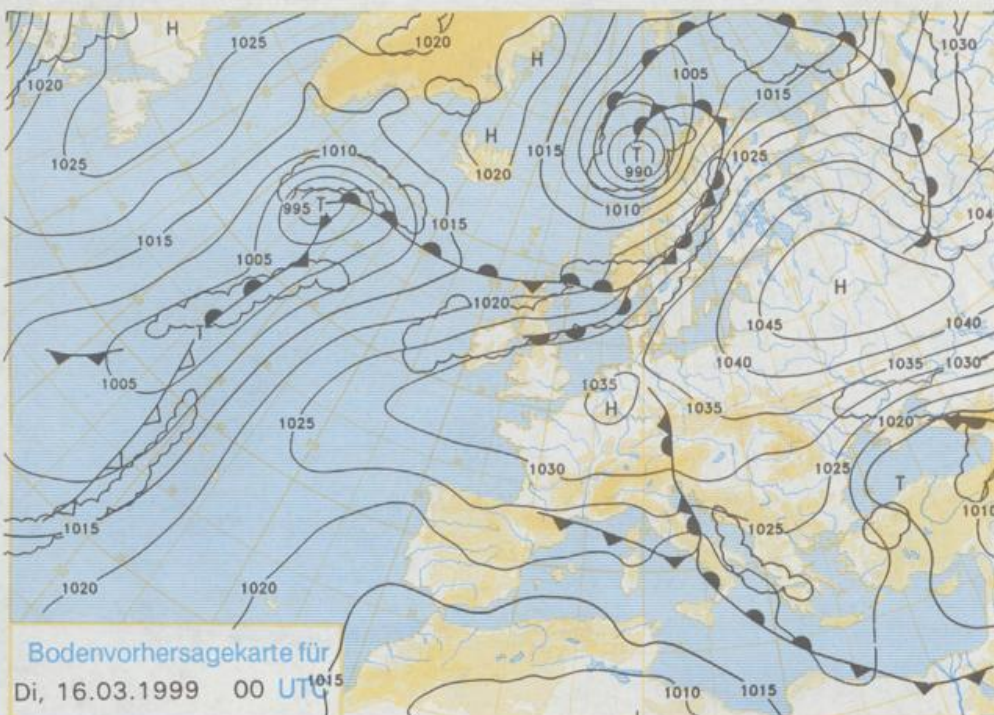 H 1025 1020 1030
1020 H 1005 1015
1025 H 1015 1025
1010 1020 T T 990
995 T 1015 1010
1015 1005 1020 H 1045 1040
T 1005 1040 1035 1030
1035 H 1035 1020
1025 1030 1025 T
1015 1025 1010
1020 1020
Bodenvorhersagekarte für
Di, 16.03.1999 00 UTC
1015 1010 1015